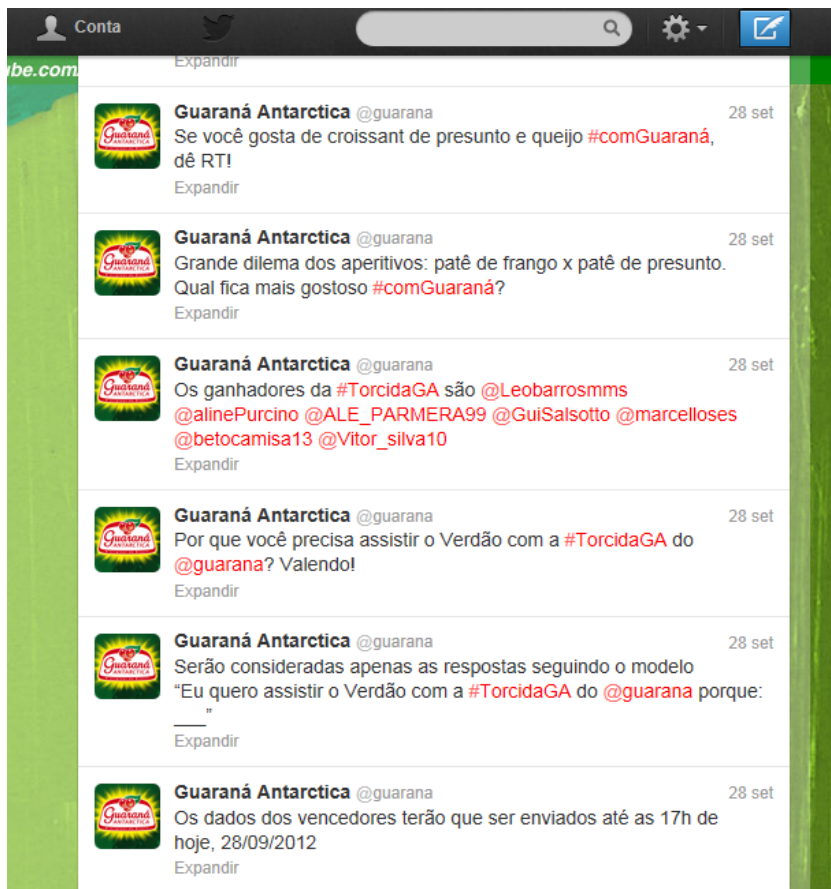 Conta
ibe.com
Expandir
Guaraná Antarctica @guarana 28 set
Se você gosta de croissant de presunto e queijo #comGuaraná,
dê RT!
Expandir
Guaraná Antarctica @guarana 28 set
Grande dilema dos aperitivos: patê de frango x patê de presunto.
Qual fica mais gostoso #comGuaraná?
Expandir
Guaraná Antarctica @guarana 28 set
Os ganhadores da #TorcidaGA são @Leobarrosmms
@alinePurcino @ALE_PARMERA99 @GuiSalsotto @marcelloses
@betocamisa13 @Vitor_silva10
Expandir
Guaraná Antarctica @guarana 28 set
Por que você precisa assistir o Verdão com a #TorcidaGA do
@guarana? Valendo!
Expandir
Guaraná Antarctica @guarana 28 set
Serão consideradas apenas as respostas seguindo o modelo
“Eu quero assistir o Verdão com a #TorcidaGA do @guarana porque:
___”
Expandir
Guaraná Antarctica @guarana 28 set
Os dados dos vencedores terão que ser enviados até as 17h de
hoje, 28/09/2012
Expandir